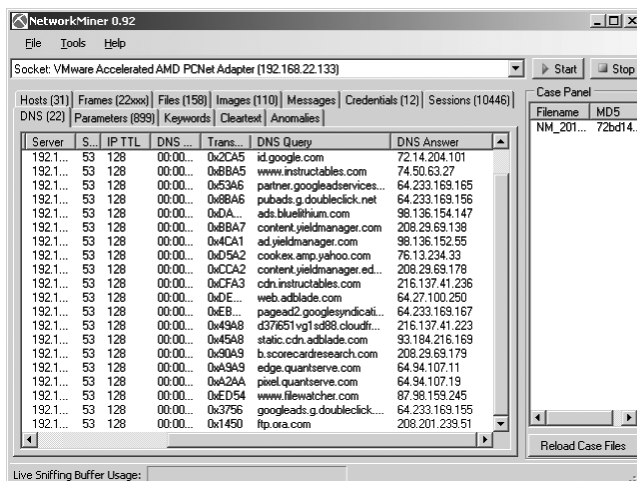 NetworkMiner 0.92
File Tools Help
Socket: VMware Accelerated AMD PCNet Adapter (192.168.22.133)
Start Stop
Hosts (31) Frames (22xxx) Files (158) Images (110) Messages Credentials (12) Sessions (10446)
DNS (22) Parameters (899) Keywords Cleartext Anomalies
Case Panel
Filename MD5
NM_201... 72bd14...
Server S... IP TTL DNS ... Trans... DNS Query DNS Answer
192.1... 53 128 00:00... 0x2CA5 id.google.com 72.14.204.101
192.1... 53 128 00:00... 0xBBA5 www.instructables.com 74.50.63.27
192.1... 53 128 00:00... 0x53A6 partner.googleadservices... 64.233.169.165
192.1... 53 128 00:00... 0x8BA6 pubads.g.doubleclick.net 64.233.169.156
192.1... 53 128 00:00... 0xDA... ads.bluelithium.com 98.136.154.147
192.1... 53 128 00:00... 0xBBA7 content.yieldmanager.com 208.29.69.138
192.1... 53 128 00:00... 0x4CA1 ad.yieldmanager.com 98.136.152.55
192.1... 53 128 00:00... 0xD5A2 cookex.amp.yahoo.com 76.13.234.33
192.1... 53 128 00:00... 0xCCA2 content.yieldmanager.ed... 208.29.69.178
192.1... 53 128 00:00... 0xCFA3 cdn.instructables.com 216.137.41.236
192.1... 53 128 00:00... 0xDE... web.adblade.com 64.27.100.250
192.1... 53 128 00:00... 0xEB... pagead2.googlesyndicati... 64.233.169.167
192.1... 53 128 00:00... 0x49A8 d37i651vg1sd88.cloudfr... 216.137.41.223
192.1... 53 128 00:00... 0x45A8 static.cdn.adblade.com 93.184.216.169
192.1... 53 128 00:00... 0x90A9 b.scorecardresearch.com 208.29.69.179
192.1... 53 128 00:00... 0xA9A9 edge.quantserve.com 64.94.107.11
192.1... 53 128 00:00... 0xA2AA pixel.quantserve.com 64.94.107.19
192.1... 53 128 00:00... 0xED54 www.filewatcher.com 87.98.159.245
192.1... 53 128 00:00... 0x3756 googleads.g.doubleclick.... 64.233.169.155
192.1... 53 128 00:00... 0x1450 ftp.ora.com 208.201.239.51
Reload Case Files
Live Sniffing Buffer Usage: